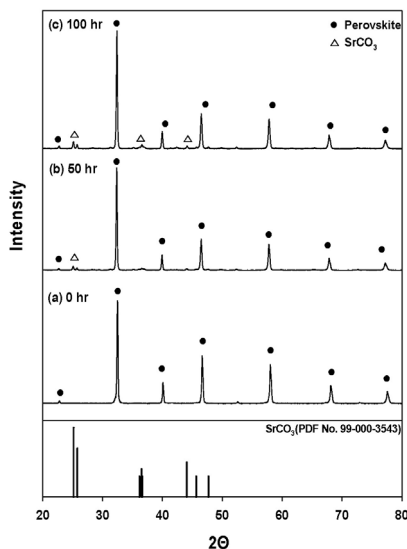 (c) 100 hr
● Perovskite
△ SrCO₃
(b) 50 hr
(a) 0 hr
SrCO₃(PDF No. 99-000-3543)
Intensity
20 30 40 50 60 70 80
2Θ